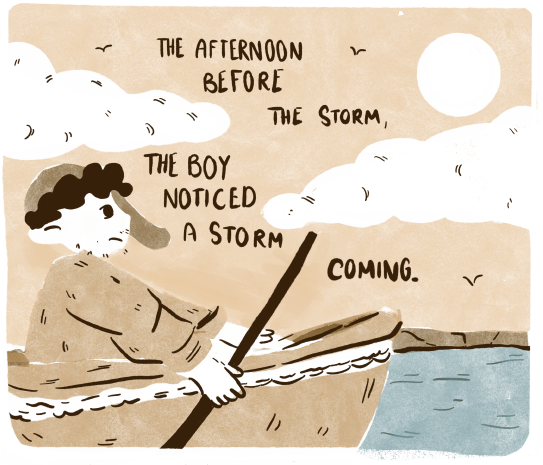 THE AFTERNOON
BEFORE
THE STORM,
THE BOY
NOTICED
A STORM
COMING.